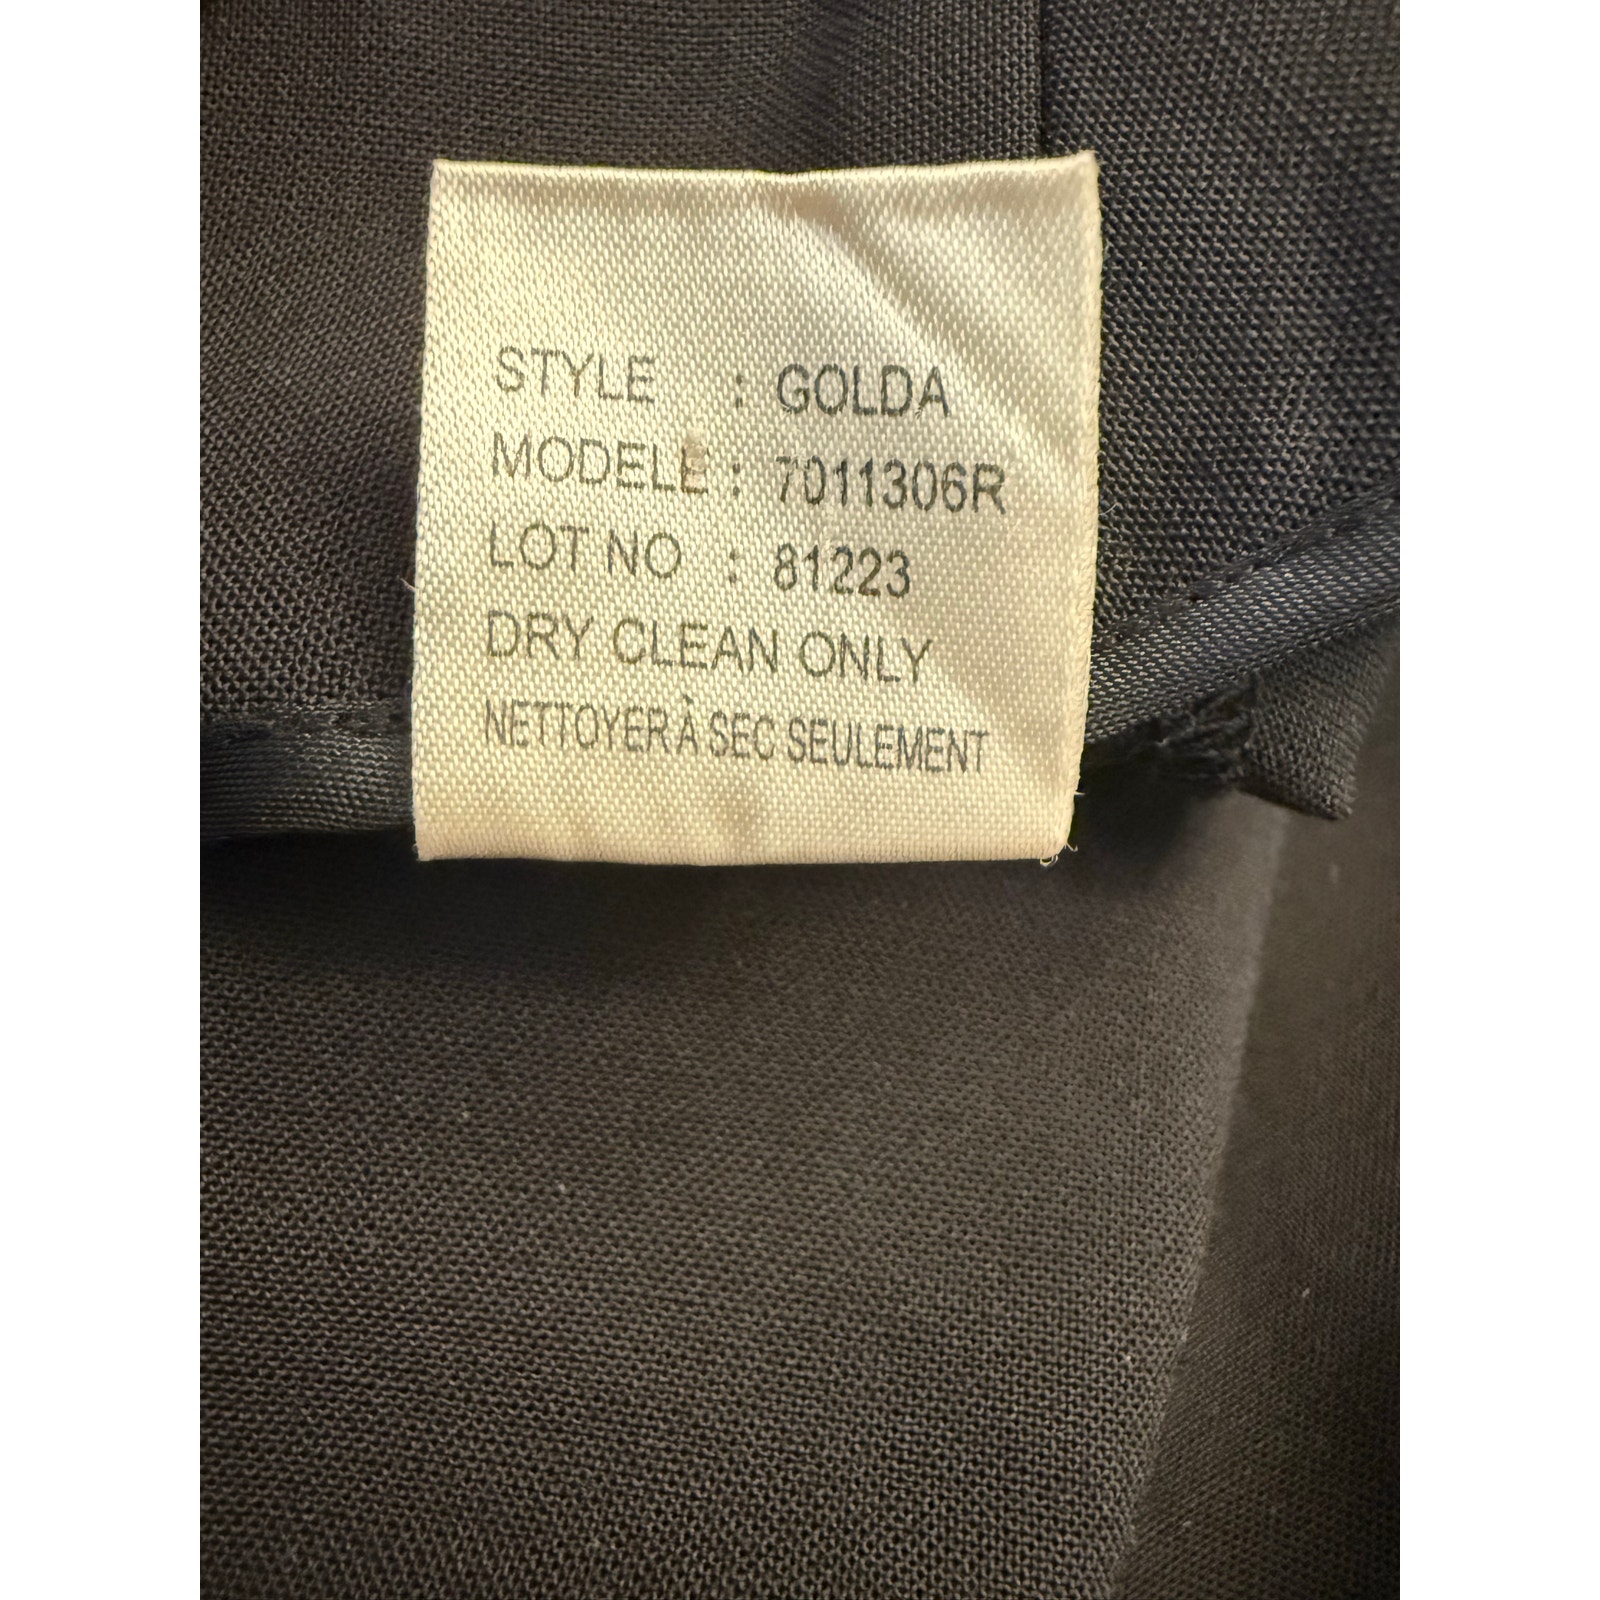 STYLE : GOLDA
MODELE : 7011306R
LOT NO : 81223
DRY CLEAN ONLY
NETTOYER À SEC SEULEMENT